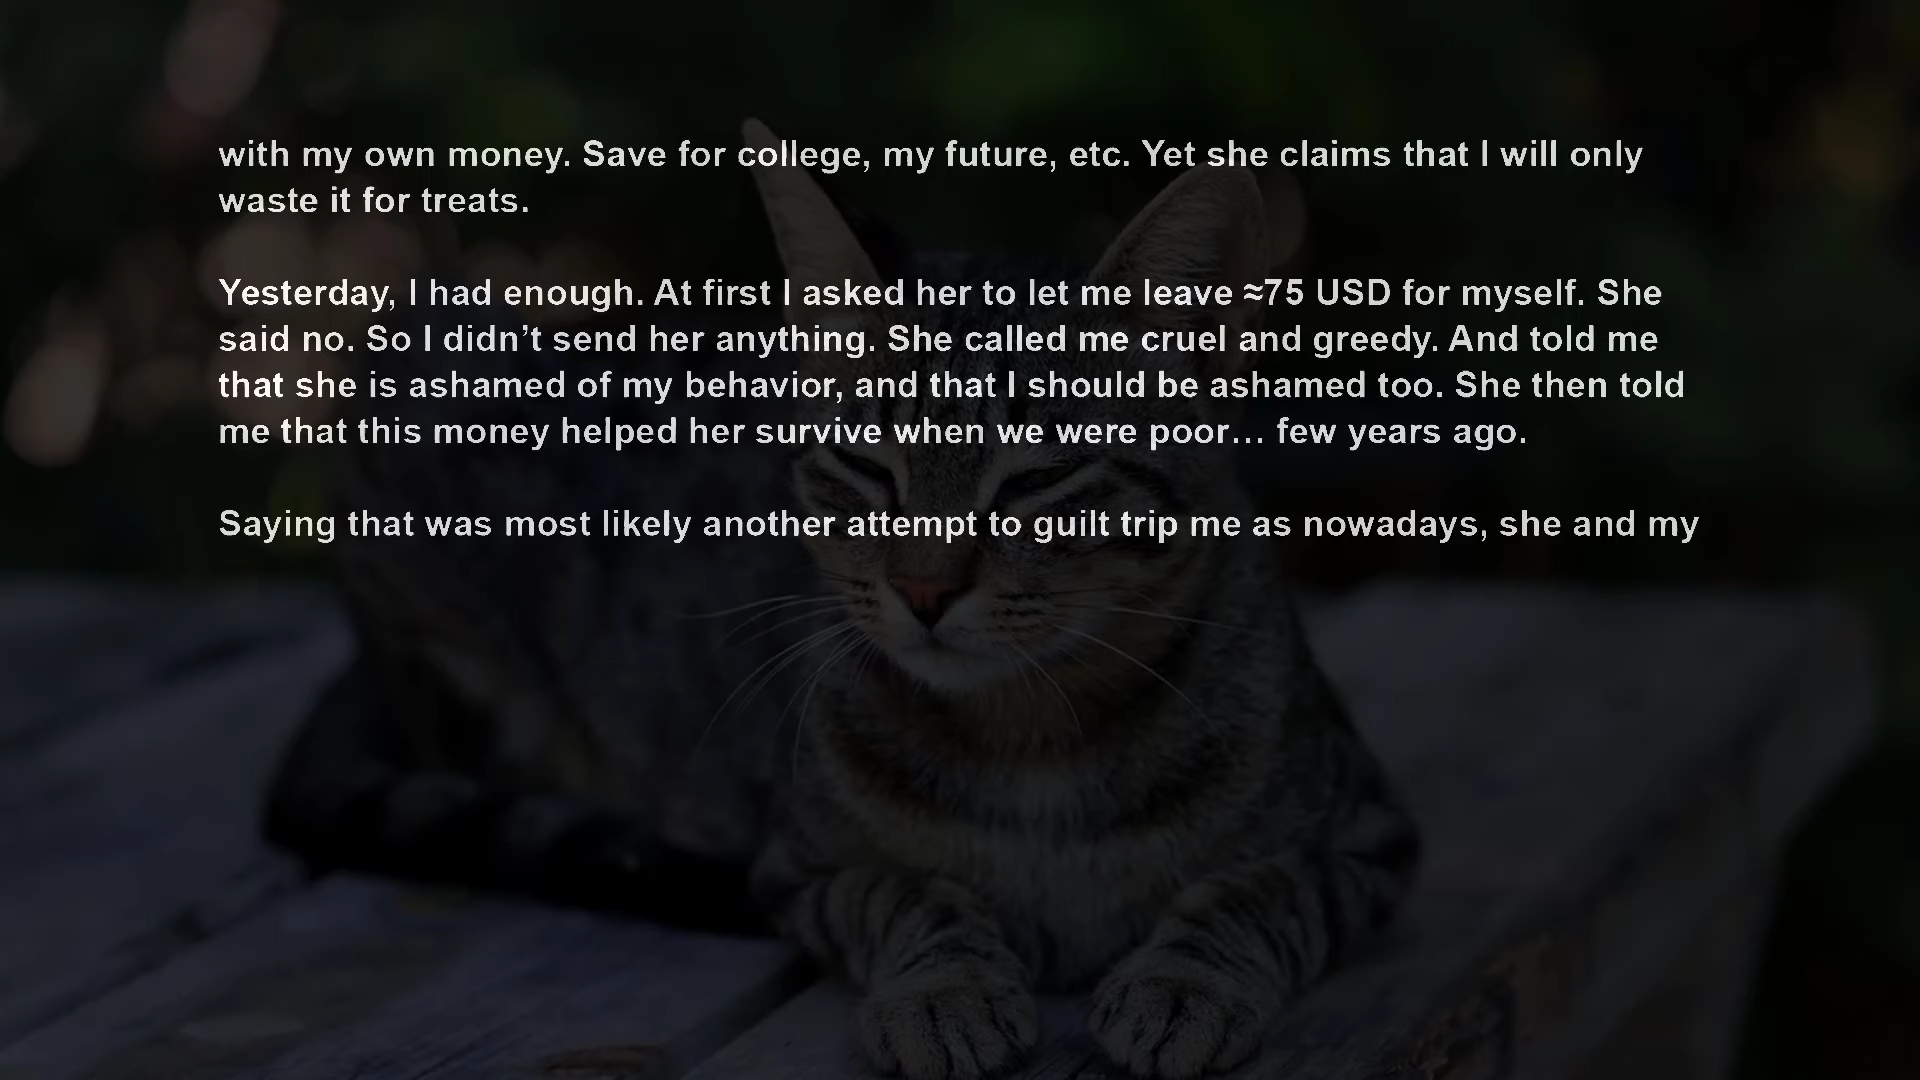 with my own money. Save for college, my future, etc. Yet she claims that I will only
waste it for treats.
Yesterday, I had enough. At first I asked her to let me leave ≈75 USD for myself. She
said no. So I didn’t send her anything. She called me cruel and greedy. And told me
that she is ashamed of my behavior, and that I should be ashamed too. She then told
me that this money helped her survive when we were poor… few years ago.
Saying that was most likely another attempt to guilt trip me as nowadays, she and my